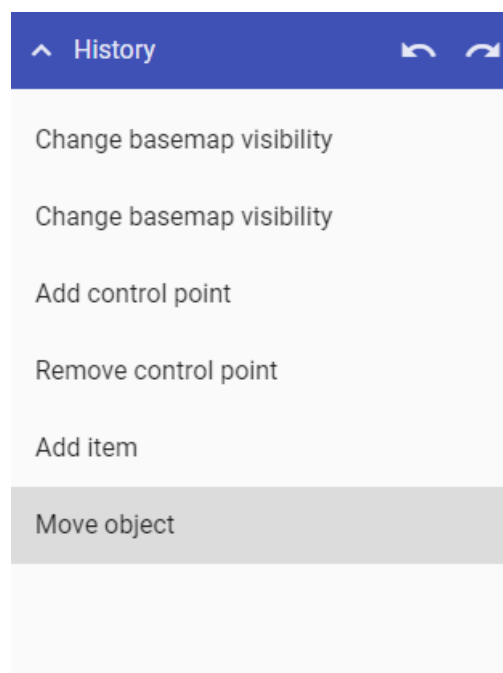 History
Change basemap visibility
Change basemap visibility
Add control point
Remove control point
Add item
Move object